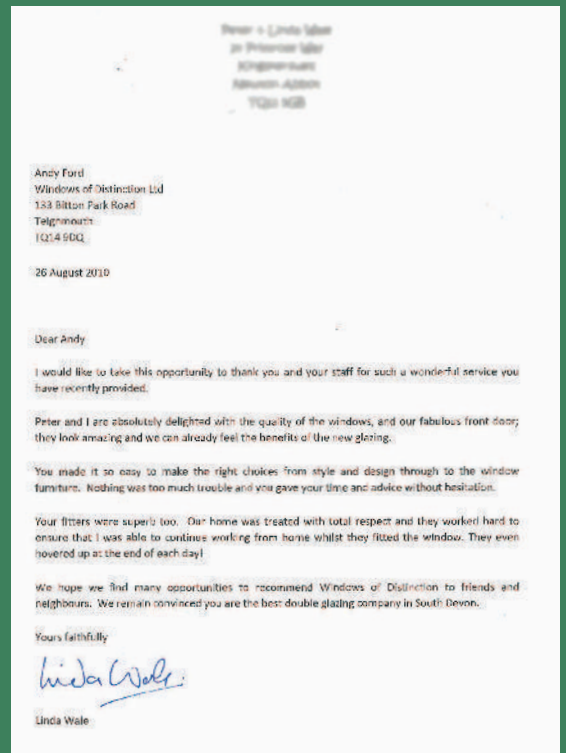 Andy Ford
Windows of Distinction Ltd
133 Bitton Park Road
Teignmouth
TQ14 9DQ
26 August 2010
Dear Andy
I would like to take this opportunity to thank you and your staff for such a wonderful service you
have recently provided.
Peter and I are absolutely delighted with the quality of the windows, and our fabulous front door;
they look amazing and we can already feel the benefits of the new glazing.
You made it so easy to make the right choices from style and design through to the window
furniture. Nothing was too much trouble and you gave your time and advice without hesitation.
Your fitters were superb too. Our home was treated with total respect and they worked hard to
ensure that I was able to continue working from home whilst they fitted the window. They even
hovered up at the end of each day!
We hope we find many opportunities to recommend Windows of Distinction to friends and
neighbours. We remain convinced you are the best double glazing company in South Devon.
Yours faithfully
Linda Wale
Linda Wale